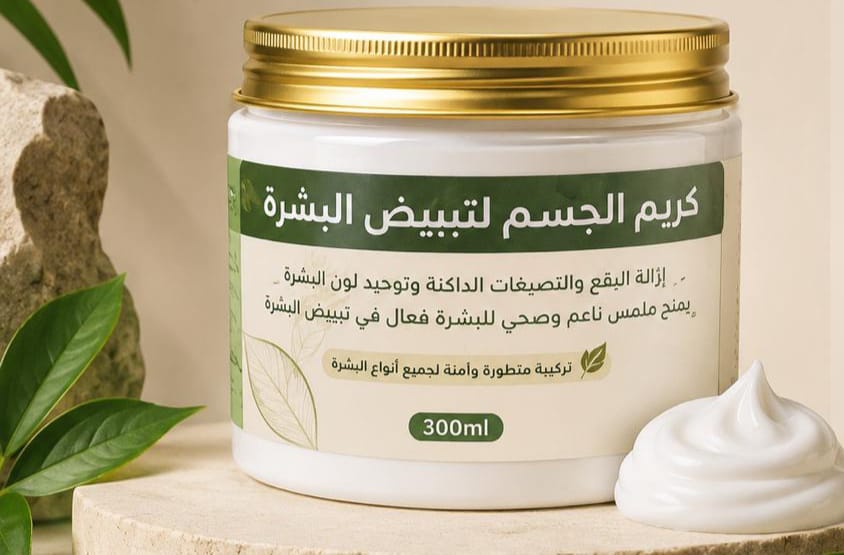 كريم الجسم لتبييض البشرة
إزالة البقع والتصبغات الداكنة وتوحيد لون البشرة
يمنح ملمس ناعم وصحي للبشرة فعال في تبييض البشرة
تركيبة متطورة وآمنة لجميع أنواع البشرة
300ml